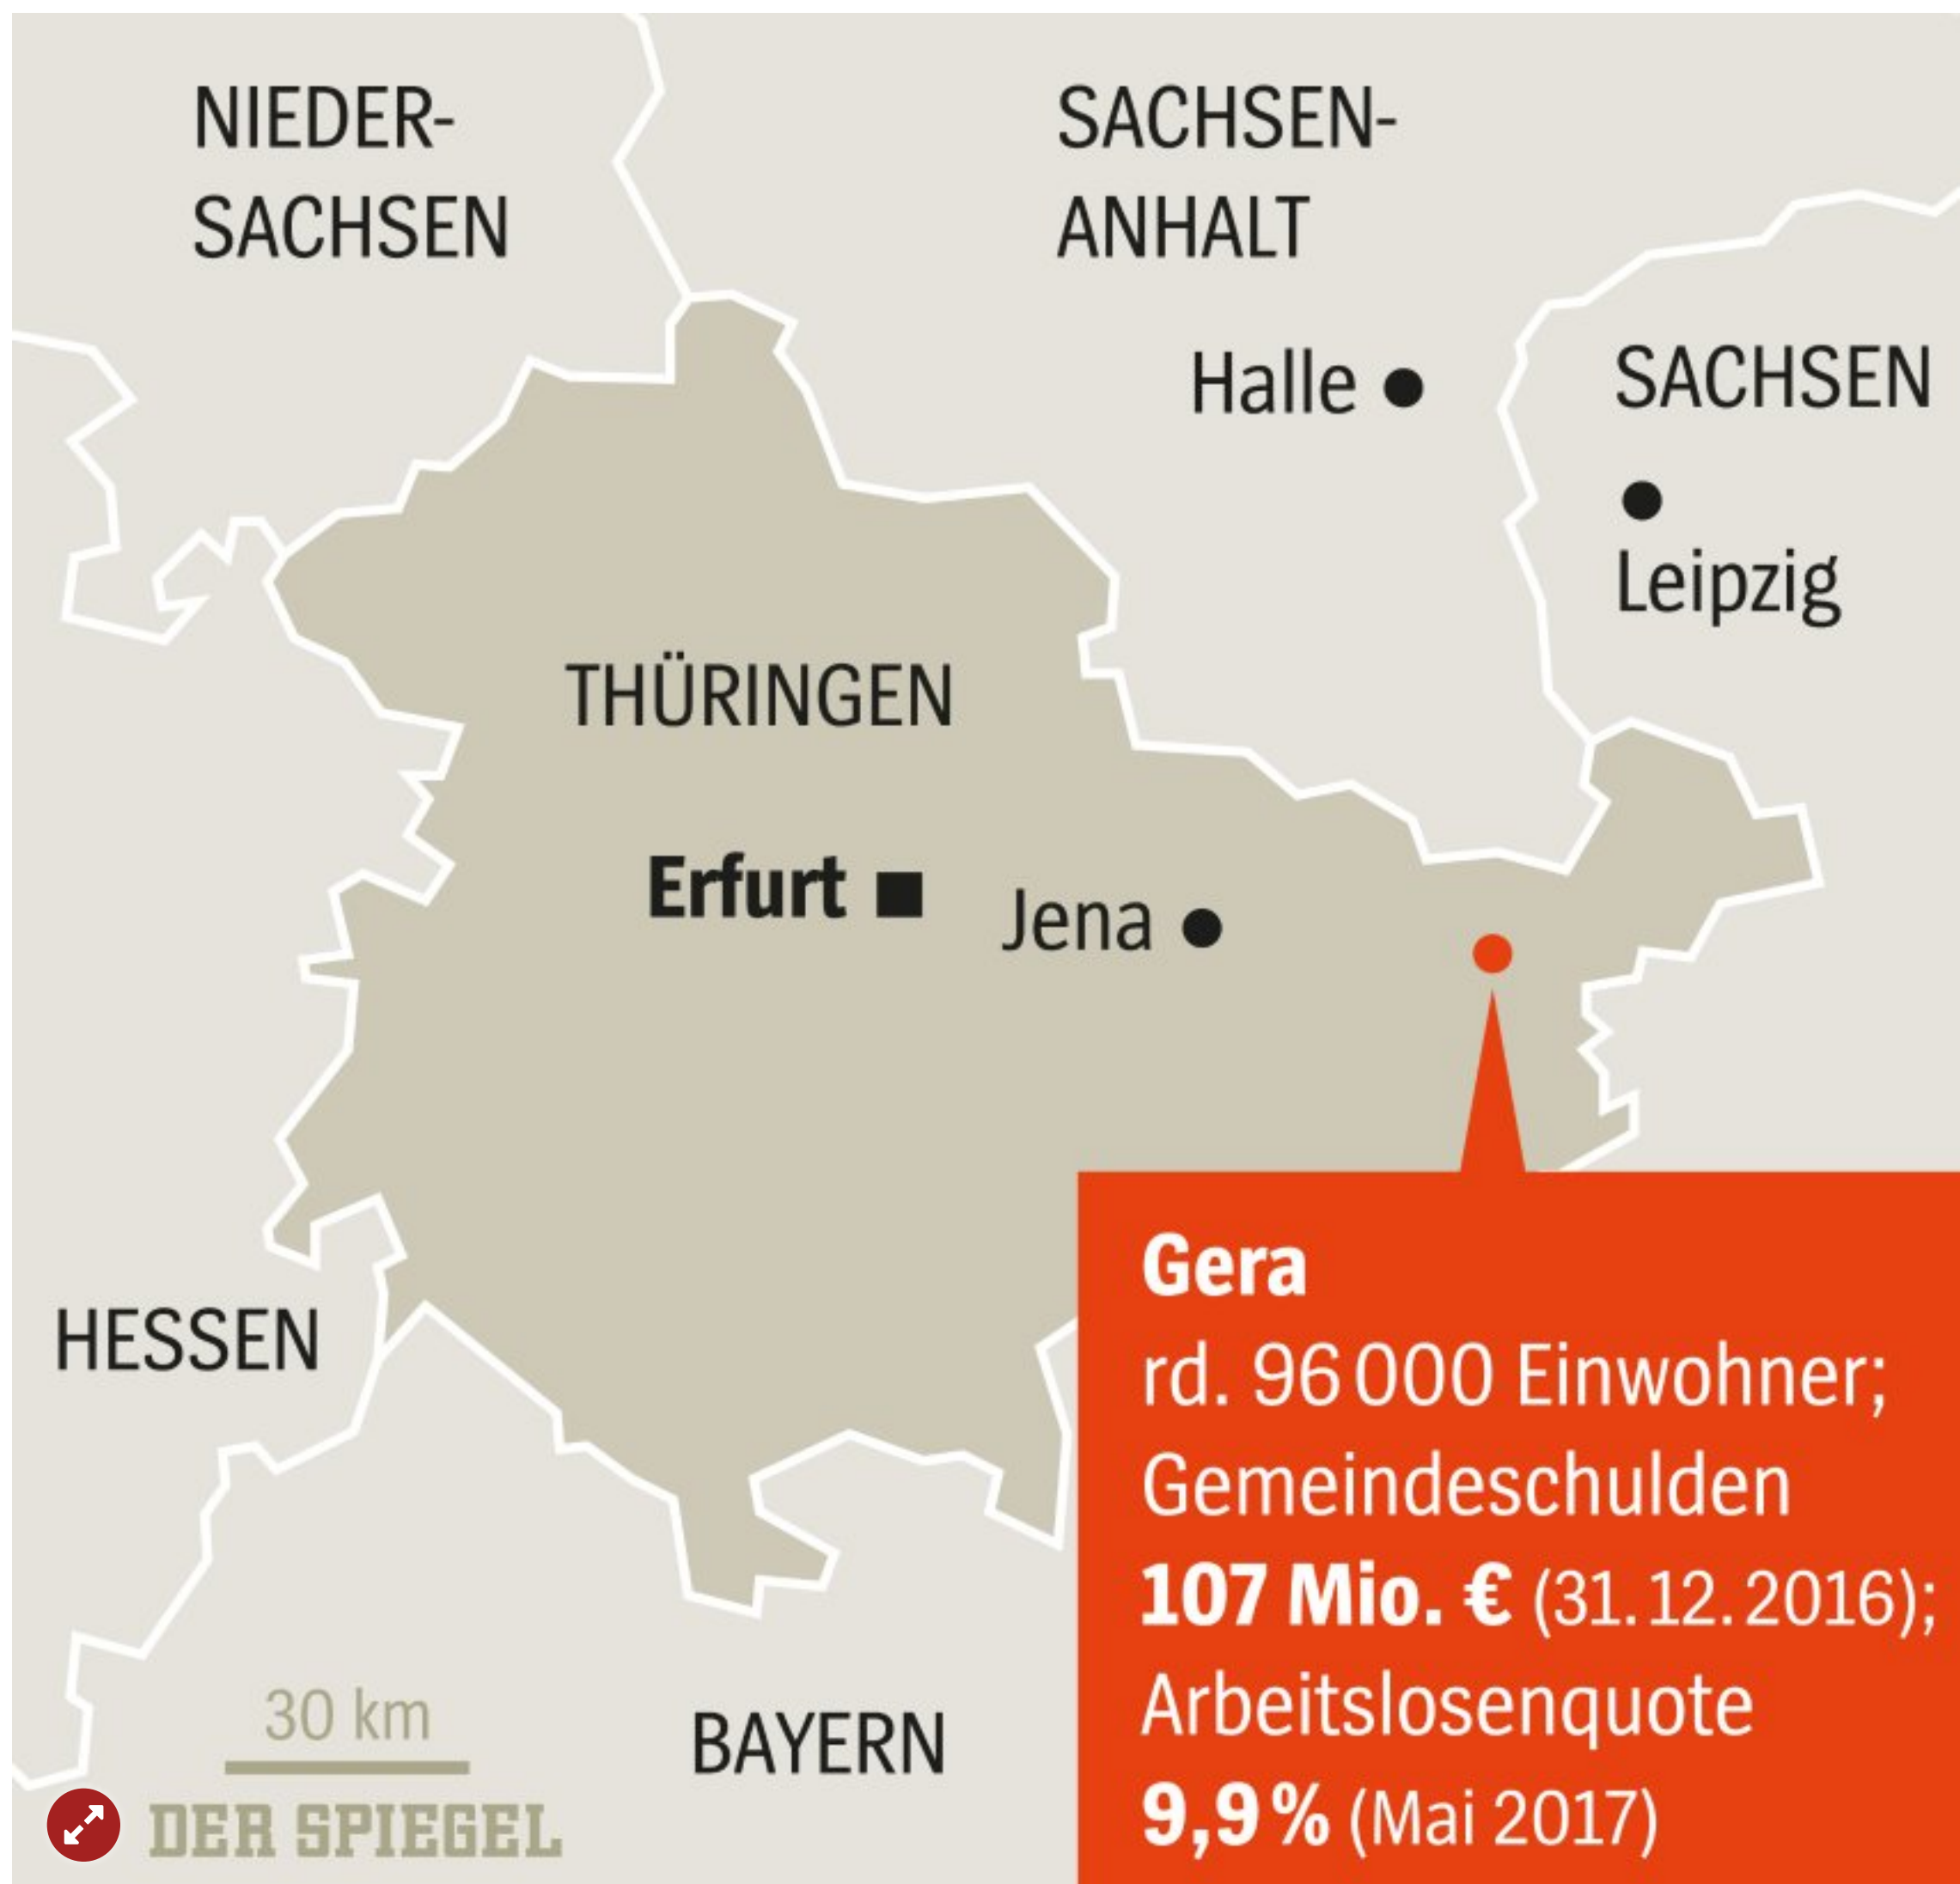 NIEDER-
SACHSEN
SACHSEN-
ANHALT
Halle
SACHSEN
Leipzig
THÜRINGEN
Erfurt
Jena
Gera
rd. 96 000 Einwohner;
Gemeindeschulden
107 Mio. € (31. 12. 2016);
Arbeitslosenquote
9,9 % (Mai 2017)
HESSEN
BAYERN
30 km
DER SPIEGEL